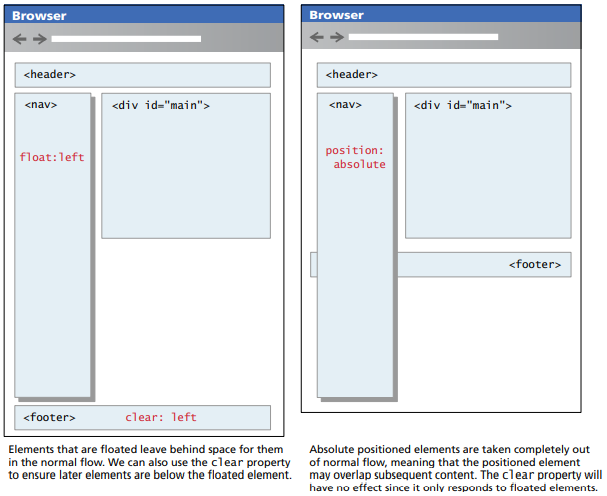 Browser
<header>
<nav>
<div id="main">
float:left
<footer>
clear: left
Elements that are floated leave behind space for them
in the normal flow. We can also use the clear property
to ensure later elements are below the floated element.
Browser
<header>
<nav>
<div id="main">
position:
absolute
<footer>
Absolute positioned elements are taken completely out
of normal flow, meaning that the positioned element
may overlap subsequent content. The clear property will
have no effect since it only responds to floated elements.